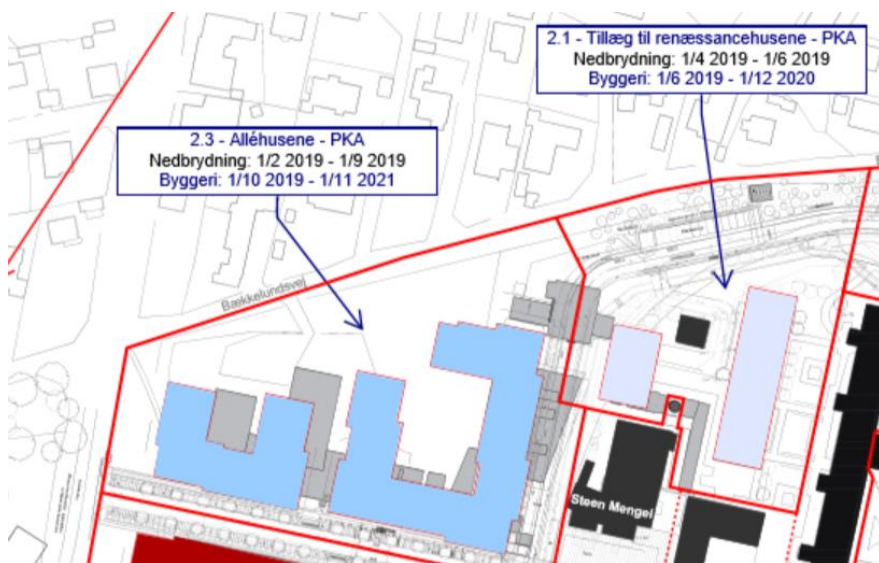 2.1 - Tillæg til renæssancehusene - PKA
Nedbrydning: 1/4 2019 - 1/6 2019
Byggeri: 1/6 2019 - 1/12 2020
2.3 - Alléhusene - PKA
Nedbrydning: 1/2 2019 - 1/9 2019
Byggeri: 1/10 2019 - 1/11 2021
Bækkelundsvej
Steen Mengel